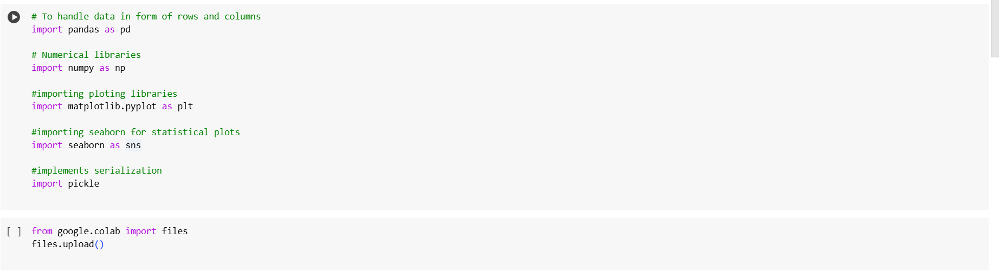 # To handle data in form of rows and columns
import pandas as pd
# Numerical libraries
import numpy as np
#importing ploting libraries
import matplotlib.pyplot as plt
#importing seaborn for statistical plots
import seaborn as sns
#implements serialization
import pickle
[ ] from google.colab import files
files.upload()